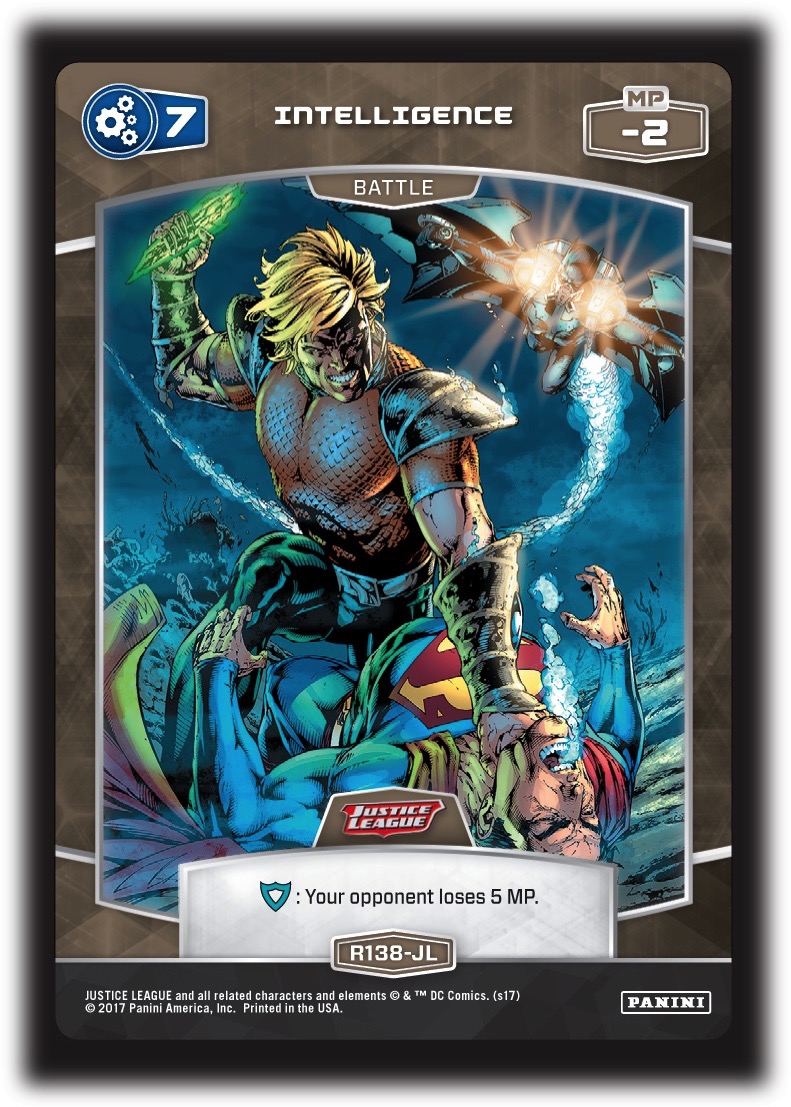 7
INTELLIGENCE
MP
-2
BATTLE
JUSTICE
LEAGUE
: Your opponent loses 5 MP.
R138-JL
JUSTICE LEAGUE and all related characters and elements © & ™ DC Comics. (s17)
© 2017 Panini America, Inc. Printed in the USA.
PANINI